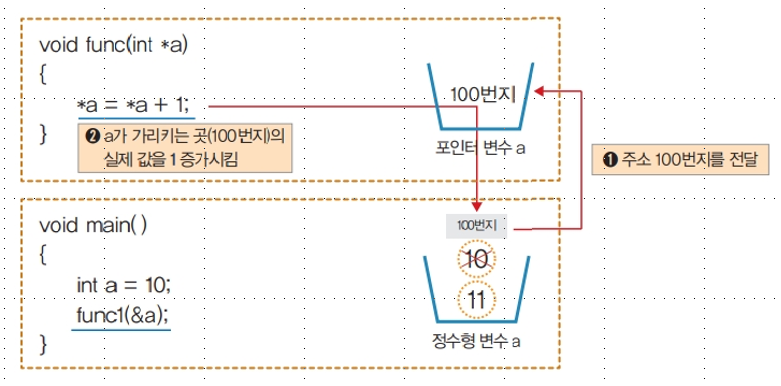 void func(int *a)
{
*a = *a + 1;
}
❷ a가 가리키는 곳(100번지)의
실제 값을 1 증가시킴
100번지
포인터 변수 a
❶ 주소 100번지를 전달
void main( )
{
int a = 10;
func1(&a);
}
100번지
10
11
정수형 변수 a